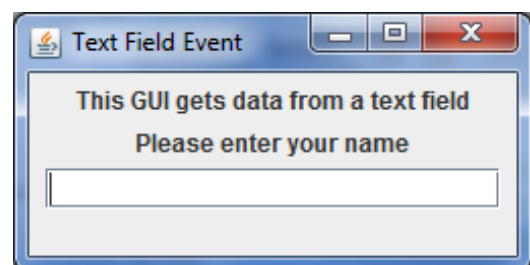 Text Field Event
This GUI gets data from a text field
Please enter your name